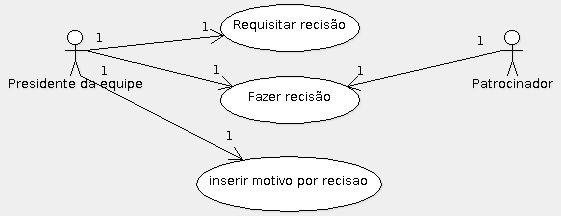 Requisitar recisão
1
1
1
1
1
1
Presidente da equipe
1
Fazer recisão
Patrocinador
1
inserir motivo por recisao